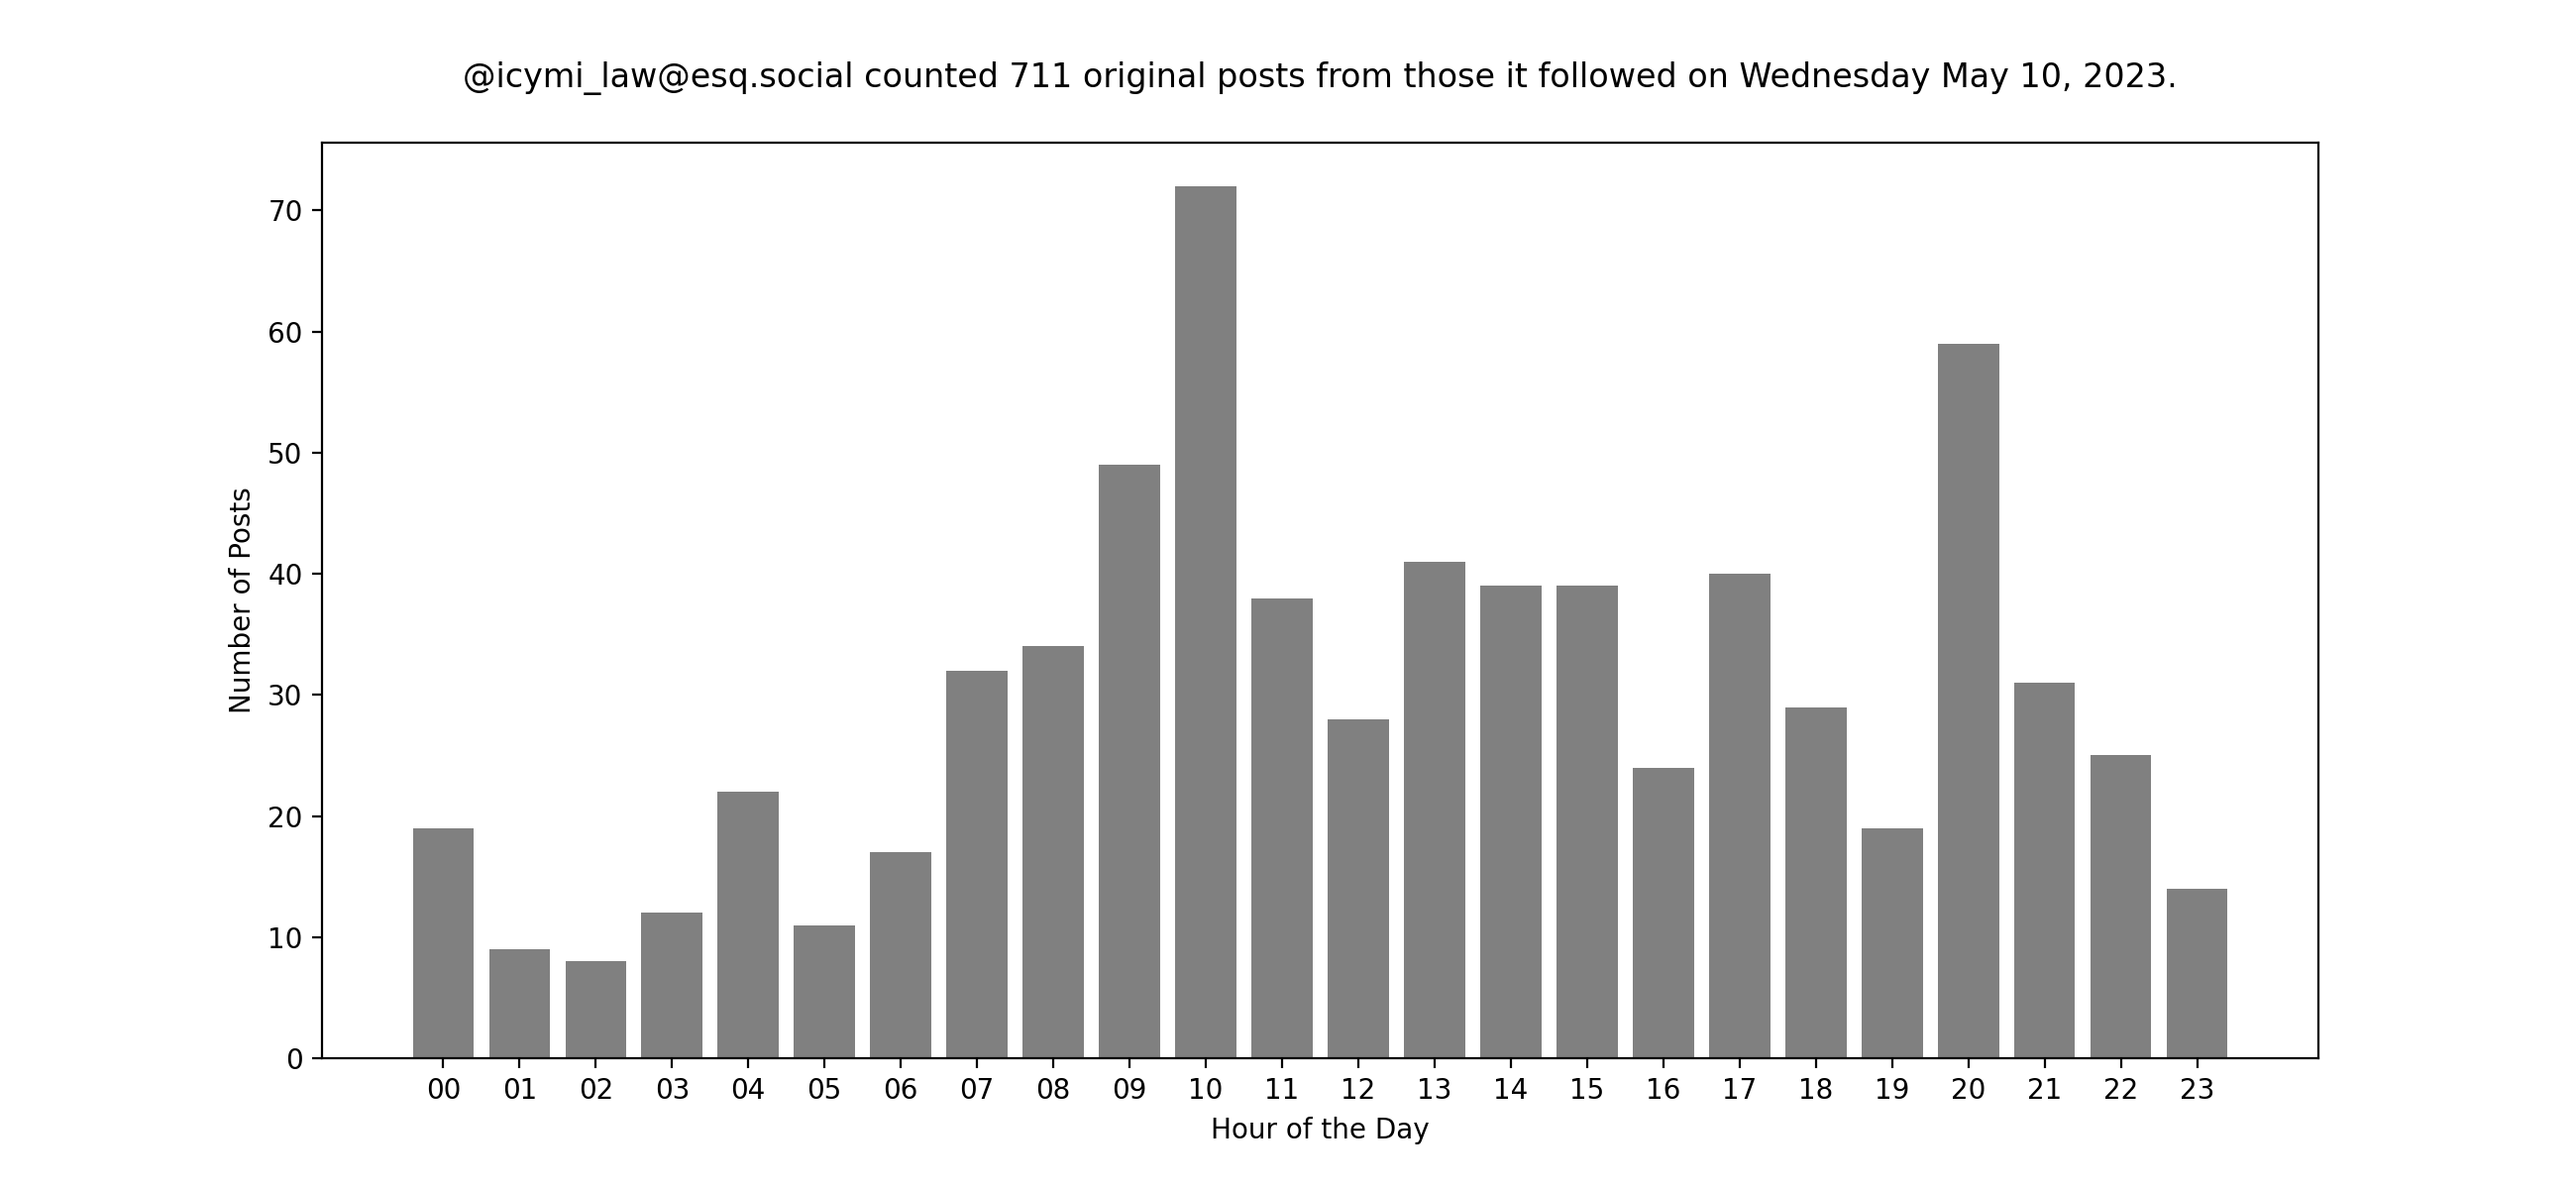 @icymi_law@esq.social counted 711 original posts from those it followed on Wednesday May 10, 2023.
70
60
50
40
30
20
10
0
Number of Posts
00 01 02 03 04 05 06 07 08 09 10 11 12 13 14 15 16 17 18 19 20 21 22 23
Hour of the Day